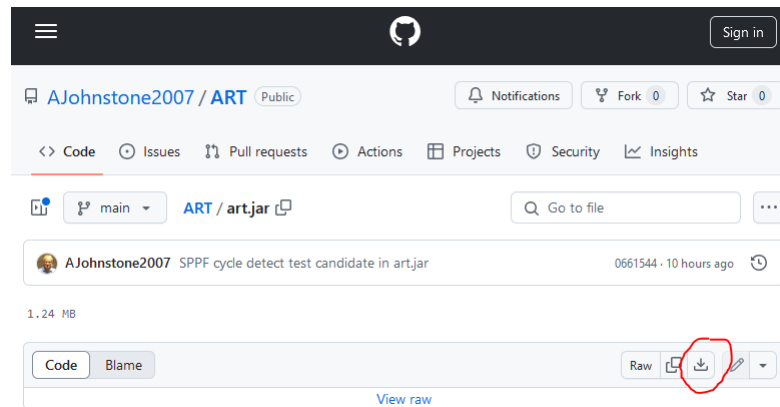 Sign in
AJohnstone2007 / ART Public Notifications Fork 0 Star 0
Code Issues Pull requests Actions Projects Security Insights
main ART / art.jar Go to file
AJohnstone2007 SPPF cycle detect test candidate in art.jar 0661544 · 10 hours ago
1.24 MB
Code Blame Raw
View raw